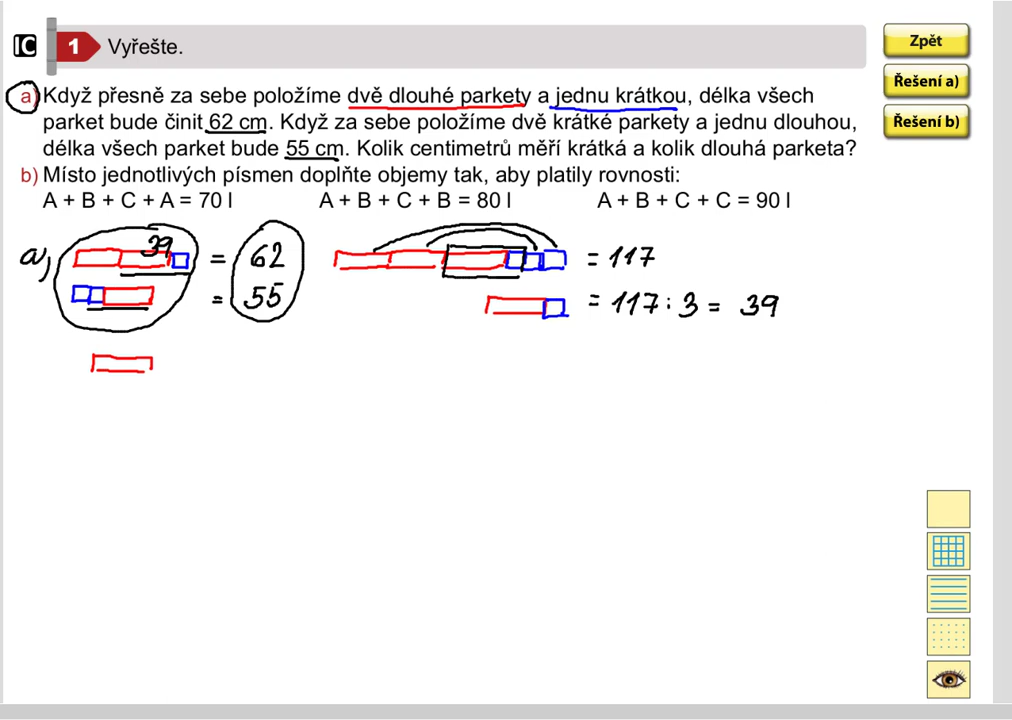 IC 1 Vyřešte.
Zpět
Řešení a)
Řešení b)
a) Když přesně za sebe položíme dvě dlouhé parkety a jednu krátkou, délka všech
parket bude činit 62 cm. Když za sebe položíme dvě krátké parkety a jednu dlouhou,
délka všech parket bude 55 cm. Kolik centimetrů měří krátká a kolik dlouhá parketa?
b) Místo jednotlivých písmen doplňte objemy tak, aby platily rovnosti:
A + B + C + A = 70 l A + B + C + B = 80 l A + B + C + C = 90 l
a) 39 = 62 = 117
= 55 = 117 : 3 = 39